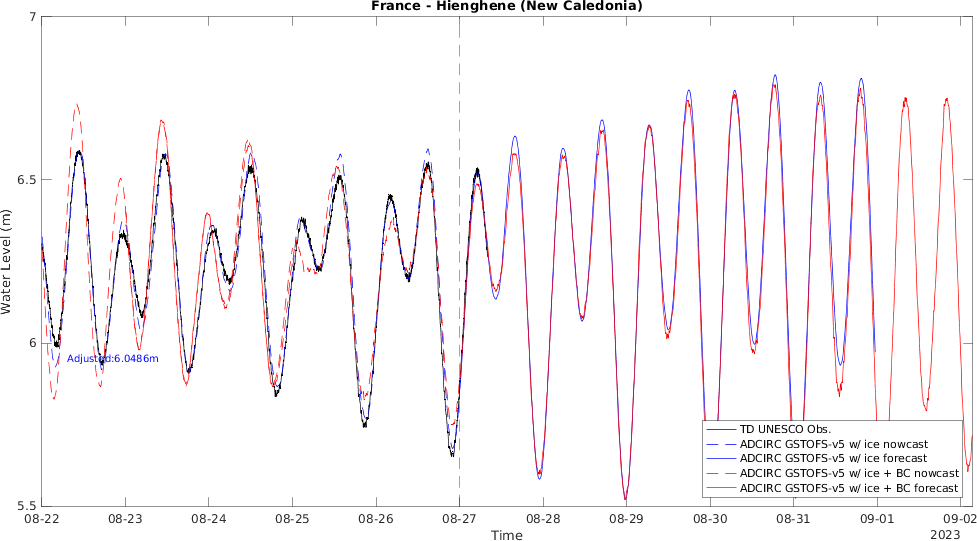 France - Hienghene (New Caledonia)
7
6.5
6
5.5
Water Level (m)
Adjusted:6.0486m
TD UNESCO Obs.
ADCIRC GSTOFS-v5 w/ ice nowcast
ADCIRC GSTOFS-v5 w/ ice forecast
ADCIRC GSTOFS-v5 w/ ice + BC nowcast
ADCIRC GSTOFS-v5 w/ ice + BC forecast
08-22 08-23 08-24 08-25 08-26 08-27 08-28 08-29 08-30 08-31 09-01 09-02
Time
2023